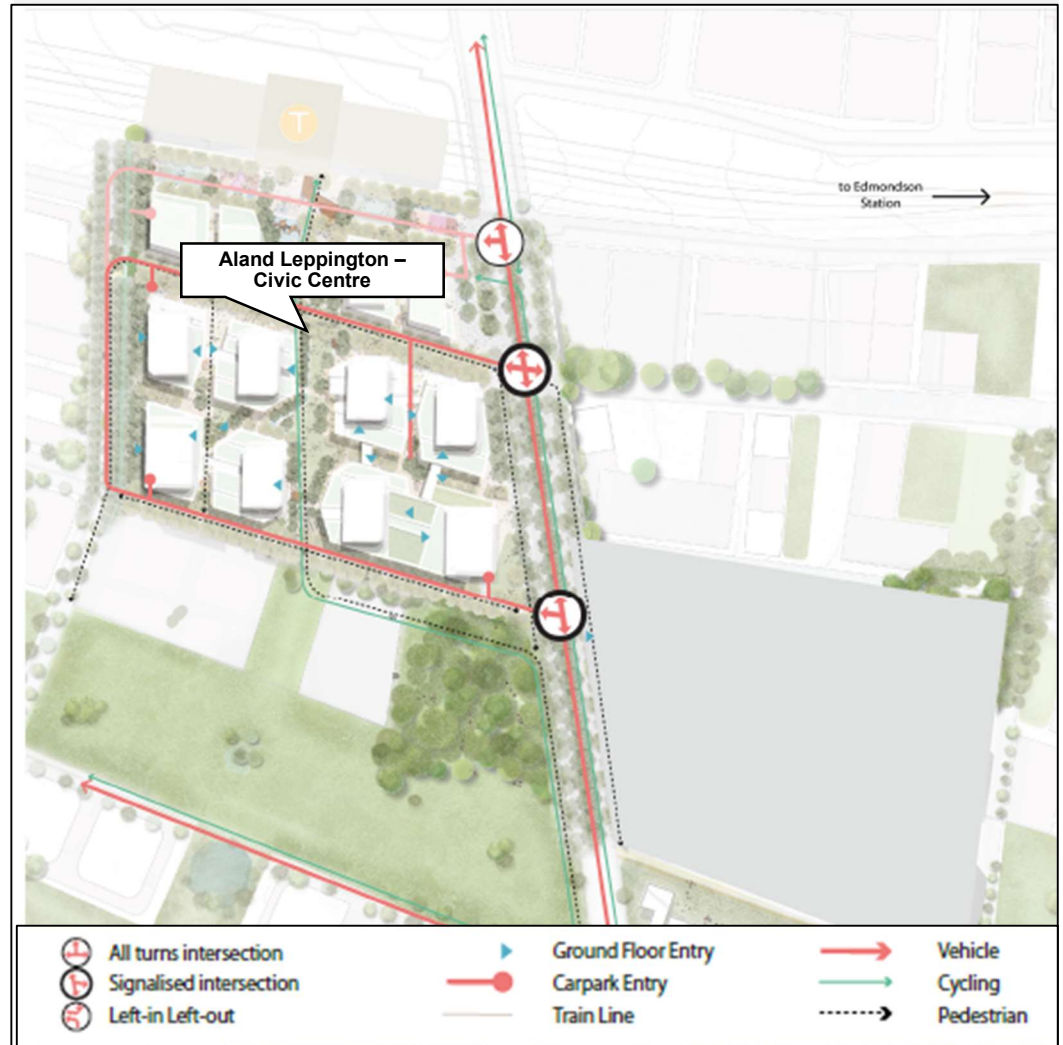 T
to Edmondson
Station
Aland Leppington –
Civic Centre
All turns intersection
Signalised intersection
Left-in Left-out
Ground Floor Entry
Carpark Entry
Train Line
Vehicle
Cycling
Pedestrian